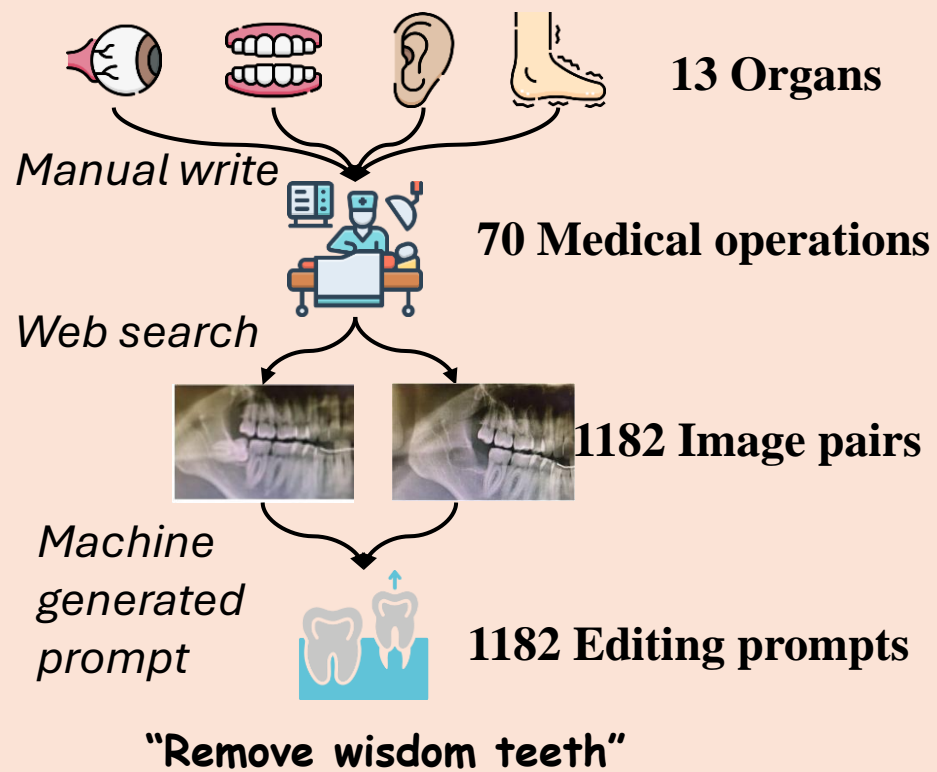 13 Organs
Manual write
70 Medical operations
Web search
1182 Image pairs
Machine
generated
prompt
1182 Editing prompts
“Remove wisdom teeth”